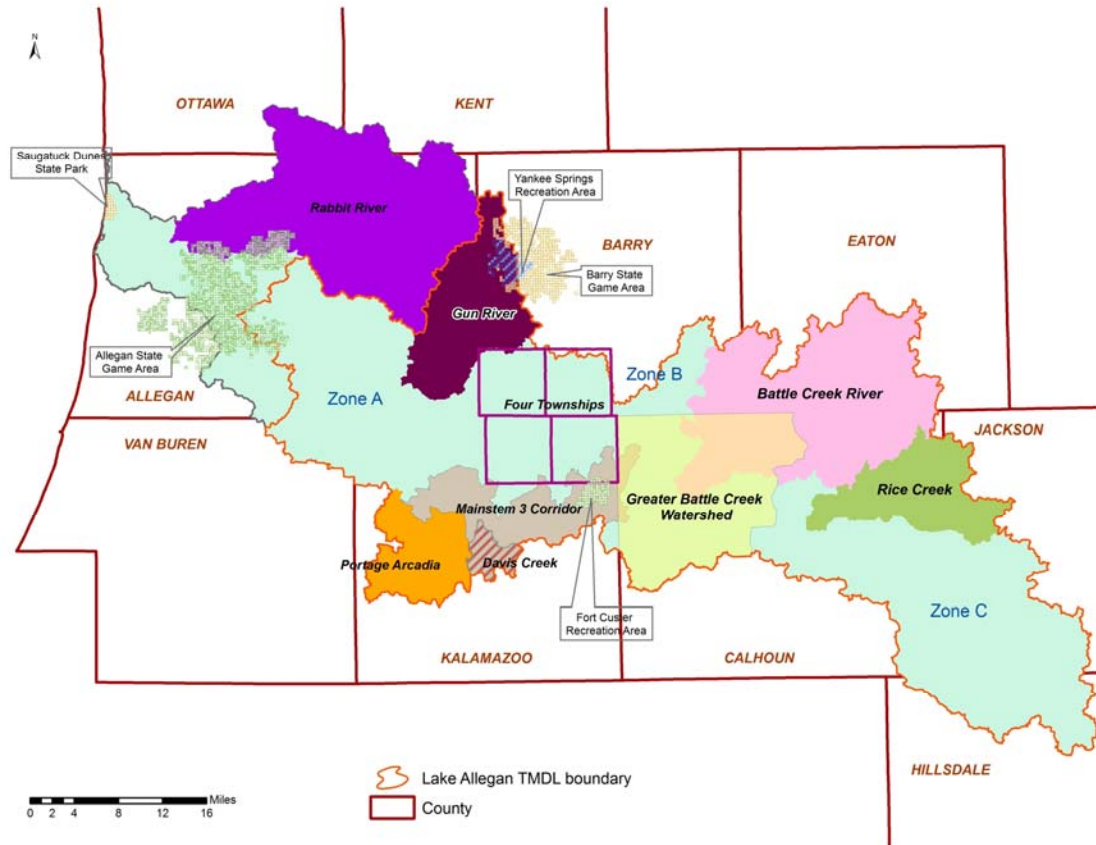 N
OTTAWA
KENT
Saugatuck Dunes
State Park
Yankee Springs
Recreation Area
Rabbit River
BARRY
EATON
Barry State
Game Area
Gun River
Allegan State
Game Area
Zone B
Battle Creek River
ALLEGAN
Zone A
Four Townships
JACKSON
VAN BUREN
Rice Creek
Greater Battle Creek
Watershed
Mainstem 3 Corridor
Portage Arcadia
Davis Creek
Zone C
Fort Custer
Recreation Area
KALAMAZOO
CALHOUN
HILLSDALE
Lake Allegan TMDL boundary
County
Miles
0 2 4 8 12 16